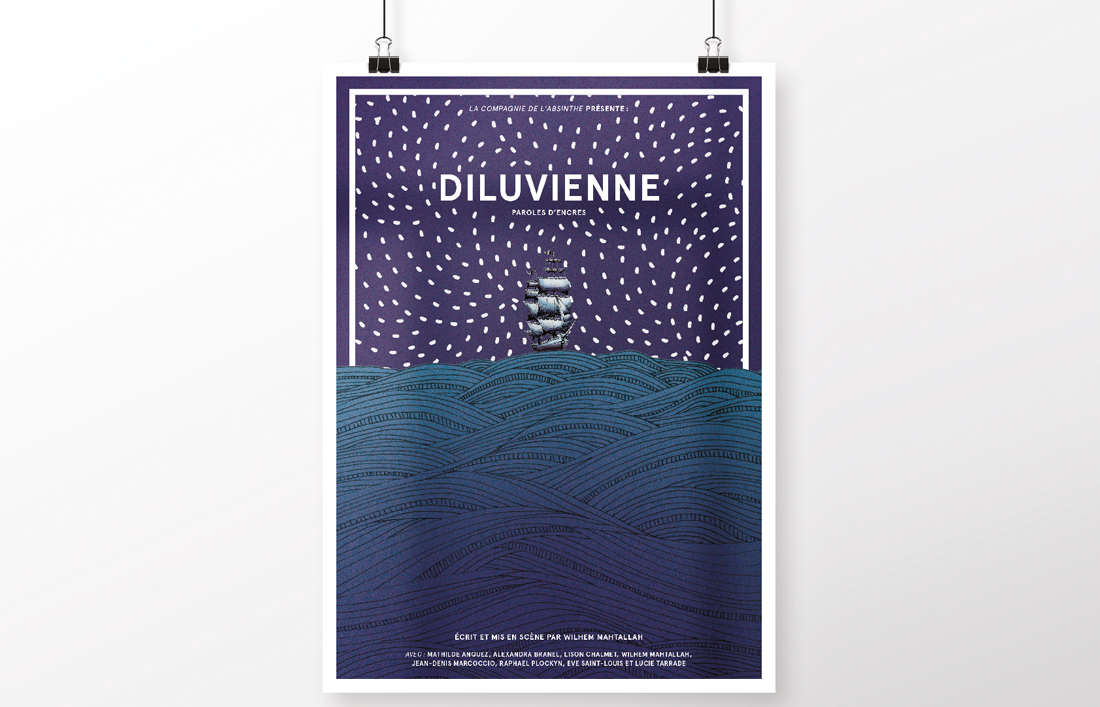 LA COMPAGNIE DE L'ABSINTHE PRÉSENTE :
DILUVIENNE
PAROLES D'ENCRES
ÉCRIT ET MIS EN SCÈNE PAR WILHEM MAHTALLAH
AVEC : MATHILDE ANGUEZ, ALEXANDRA BRANEL, LISON CHALMET, WILHEM MAHTALLAH,
JEAN-DENIS MARCOCCIO, RAPHAEL PLOCKYN, EVE SAINT-LOUIS ET LUCIE TARRADE